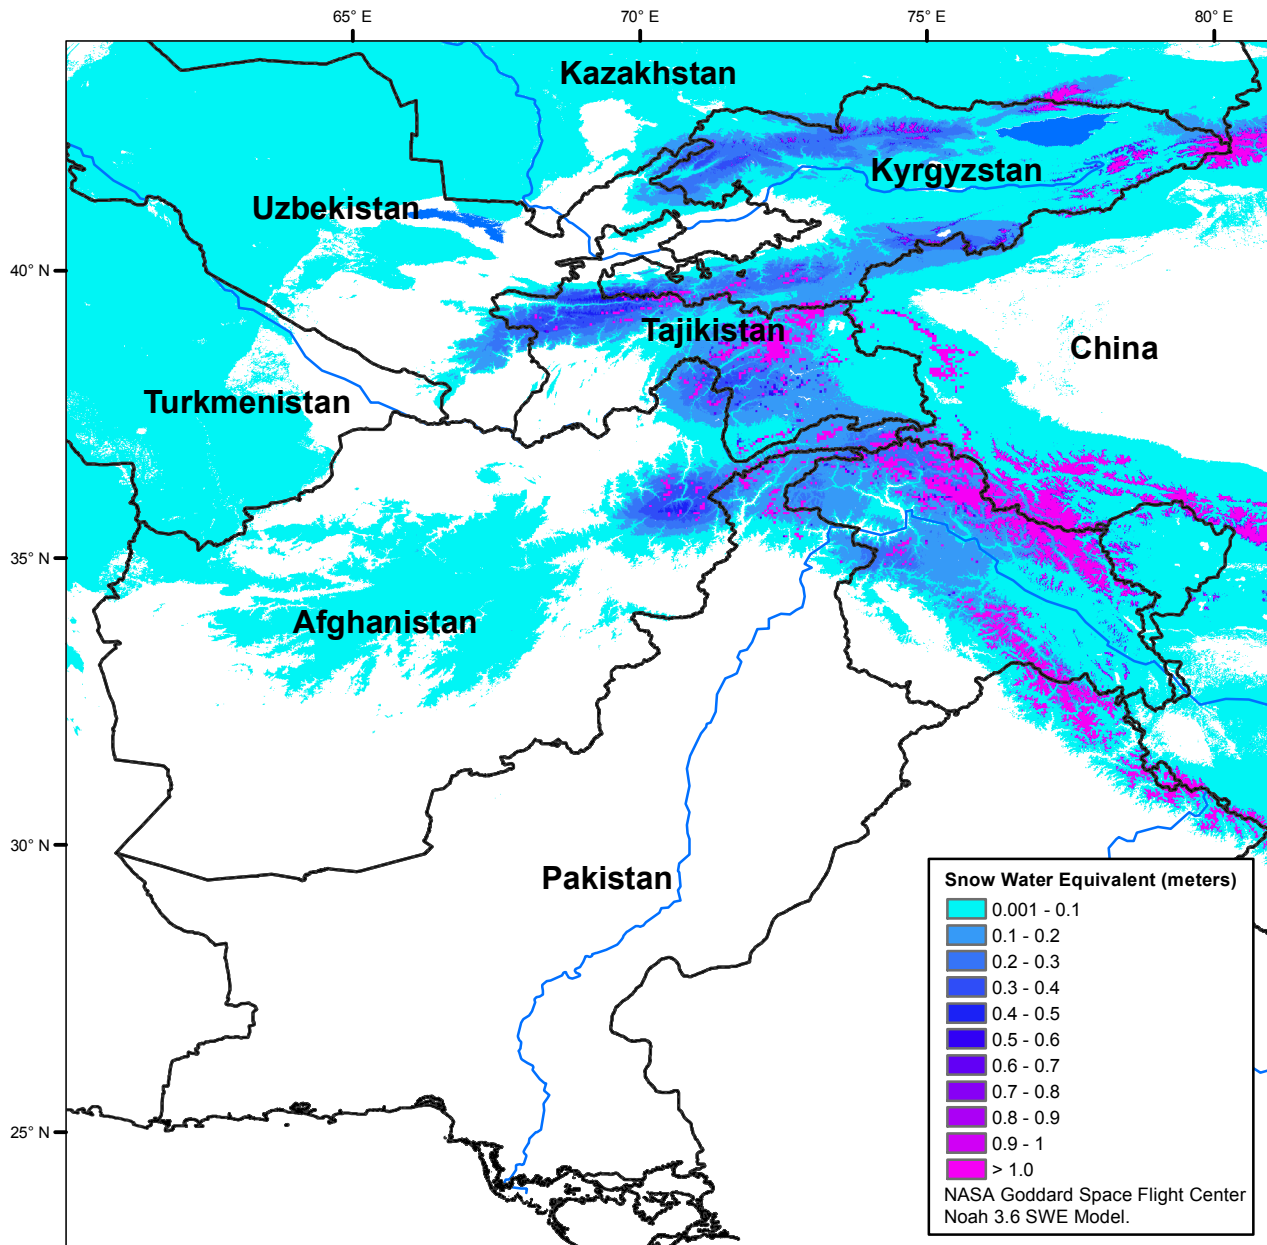 65° E
70° E
75° E
80° E
Kazakhstan
Kyrgyzstan
Uzbekistan
40° N
Tajikistan
China
Turkmenistan
35° N
Afghanistan
30° N
Pakistan
25° N
Snow Water Equivalent (meters)
0.001 - 0.1
0.1 - 0.2
0.2 - 0.3
0.3 - 0.4
0.4 - 0.5
0.5 - 0.6
0.6 - 0.7
0.7 - 0.8
0.8 - 0.9
0.9 - 1
> 1.0
NASA Goddard Space Flight Center
Noah 3.6 SWE Model.